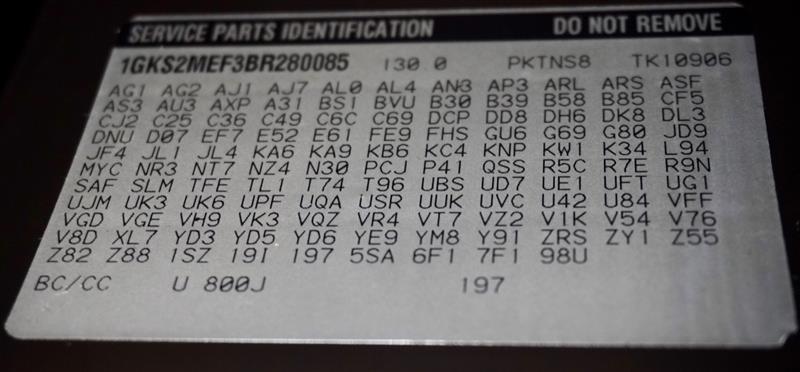 SERVICE PARTS IDENTIFICATION DO NOT REMOVE
1GKS2MEF3BR280085 130 0 PKTNS8 TK10906
AG1 AG2 AJ1 AJ7 AL0 AL4 AN3 AP3 ARL ARS ASF
AS3 AU3 AXP A31 BS1 BVU B30 B39 B58 B85 CF5
CJ2 C25 C36 C49 C6C C69 DCP DD8 DH6 DK8 DL3
DNU D07 EF7 E52 E61 FE9 FHS GU6 G69 G80 JD9
JF4 JL1 JL4 KA6 KA9 KB6 KC4 KNP KW1 K34 L94
MYC NR3 NT7 NZ4 N30 PCJ P41 QSS R5C R7E R9N
SAF SLM TFE TL1 T74 T96 UBS UD7 UE1 UFT UG1
UJM UK3 UK6 UPF UQA USR UUK UVC U42 U84 VFF
VGD VGE VH9 VK3 VQZ VR4 VT7 VZ2 V1K V54 V76
V8D XL7 YD3 YD5 YD6 YE9 YM8 Y91 ZRS ZY1 Z55
Z82 Z88 1SZ 19I 197 5SA 6F1 7F1 98U
BC/CC U 800J 197